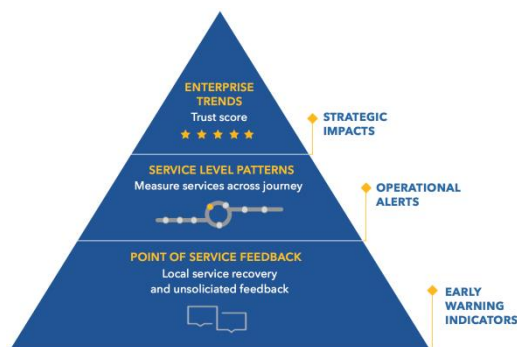 ENTERPRISE
TRENDS
Trust score
STRATEGIC
IMPACTS
SERVICE LEVEL PATTERNS
Measure services across journey
OPERATIONAL
ALERTS
POINT OF SERVICE FEEDBACK
Local service recovery
and unsoliciated feedback
EARLY
WARNING
INDICATORS